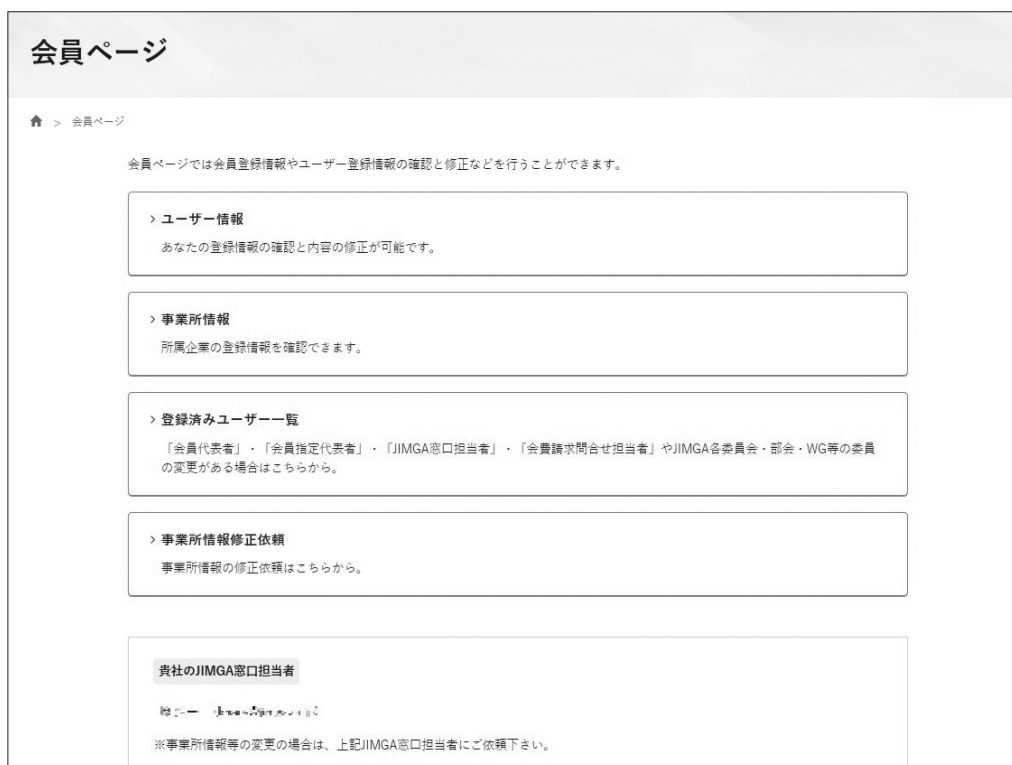 会員ページ
> 会員ページ
会員ページでは会員登録情報やユーザー登録情報の確認と修正などを行うことができます。
> ユーザー情報
あなたの登録情報の確認と内容の修正が可能です。
> 事業所情報
所属企業の登録情報を確認できます。
> 登録済みユーザー一覧
「会員代表者」・「会員指定代表者」・「JIMGA窓口担当者」・「会費請求問合せ担当者」やJIMGA各委員会・部会・WG等の委員
の変更がある場合はこちらから。
> 事業所情報修正依頼
事業所情報の修正依頼はこちらから。
貴社のJIMGA窓口担当者
※事業所情報等の変更の場合は、上記JIMGA窓口担当者にご依頼下さい。